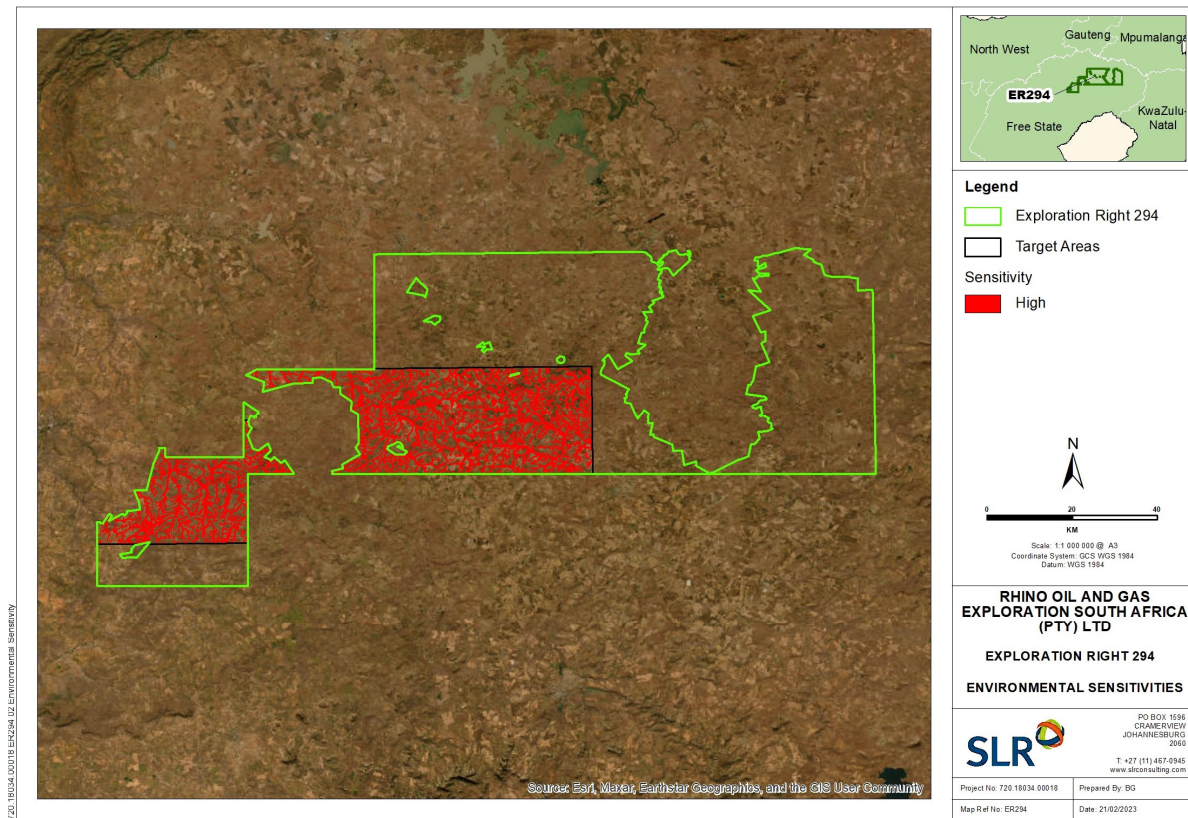 North West
Gauteng
Mpumalanga
ER294
Free State
KwaZulu-
Natal
Legend
Exploration Right 294
Target Areas
Sensitivity
High
N
0 20 40
KM
Scale: 1:1 000 000 @ A3
Coordinate System: GCS WGS 1984
Datum: WGS 1984
RHINO OIL AND GAS
EXPLORATION SOUTH AFRICA
(PTY) LTD
EXPLORATION RIGHT 294
ENVIRONMENTAL SENSITIVITIES
SLR
PO BOX 1596
CRAMERVIEW
JOHANNESBURG
2060
T: +27 (11) 467-0945
www.slrconsulting.com
Project No: 720.18034.00018
Prepared By: BG
Map Ref No: ER294
Date: 21/02/2023
Source: Esri, Maxar, Earthstar Geographics, and the GIS User Community
720.18034.00018 ER294 02 Environmental Sensitivity